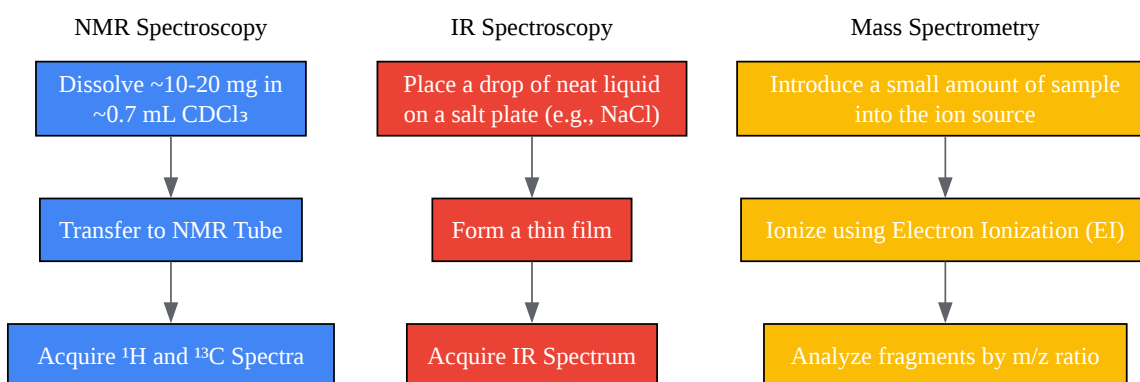 NMR Spectroscopy
Dissolve ~10-20 mg in
~0.7 mL CDCl₃
Transfer to NMR Tube
Acquire ¹H and ¹³C Spectra
IR Spectroscopy
Place a drop of neat liquid
on a salt plate (e.g., NaCl)
Form a thin film
Acquire IR Spectrum
Mass Spectrometry
Introduce a small amount of sample
into the ion source
Ionize using Electron Ionization (EI)
Analyze fragments by m/z ratio